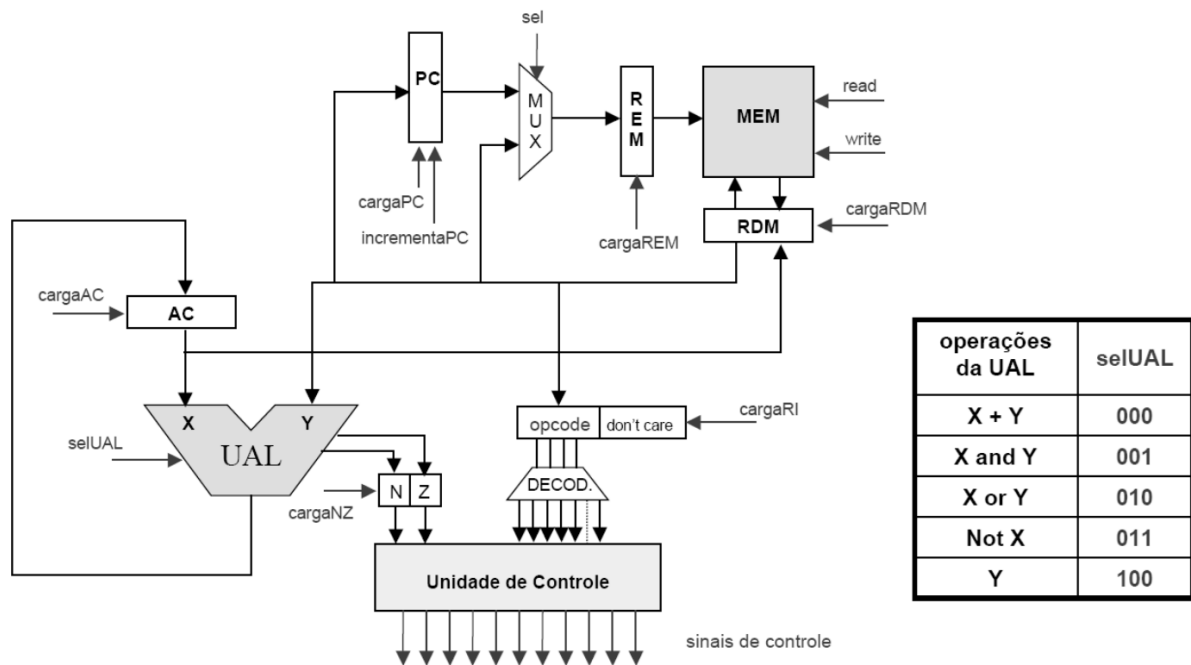 sel
PC
MUX
REM
MEM
read
write
cargaPC
incrementaPC
cargaREM
RDM
cargaRDM
cargaAC
AC
X
Y
UAL
selUAL
opcode
don't care
cargaRI
N
Z
cargaNZ
DECOD.
Unidade de Controle
sinais de controle
operações
da UAL
selUAL
X + Y
000
X and Y
001
X or Y
010
Not X
011
Y
100